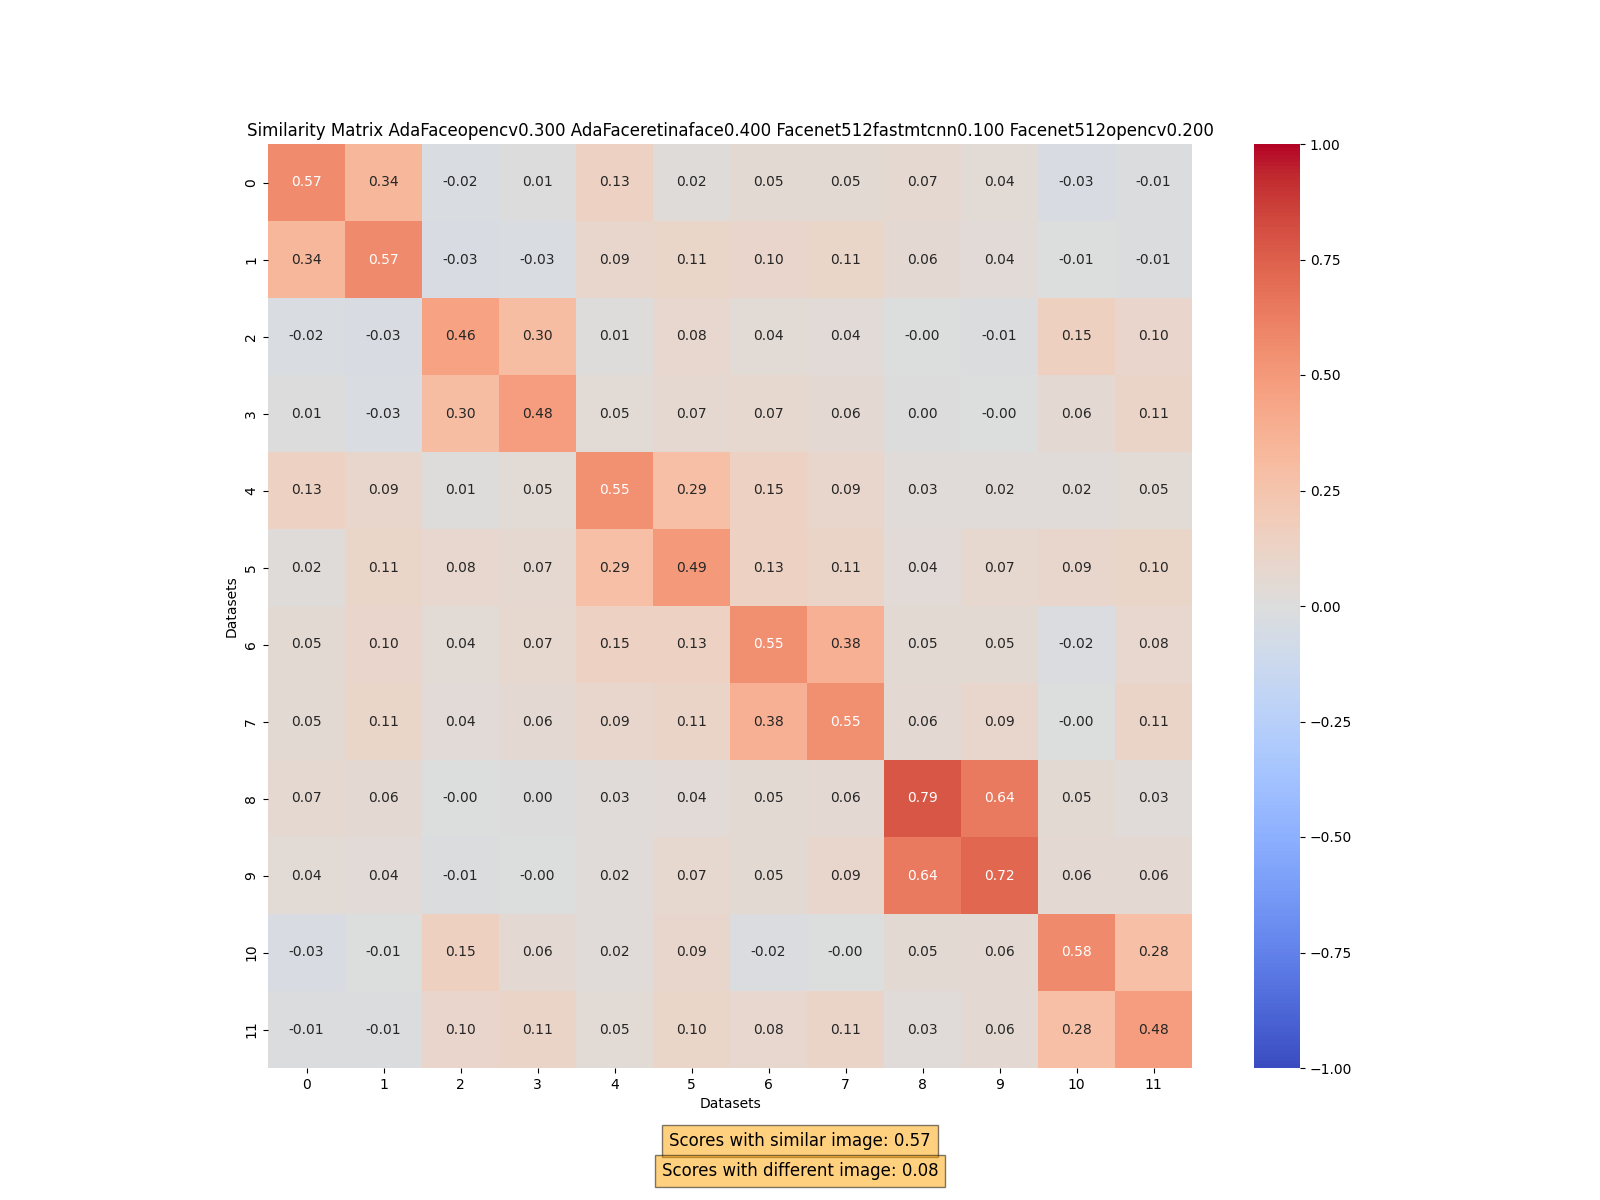 Similarity Matrix AdaFaceopencv0.300 AdaFaceretinaface0.400 Facenet512fastmtcnn0.100 Facenet512opencv0.200
0 0.57 0.34 -0.02 0.01 0.13 0.02 0.05 0.05 0.07 0.04 -0.03 -0.01
1 0.34 0.57 -0.03 -0.03 0.09 0.11 0.10 0.11 0.06 0.04 -0.01 -0.01
2 -0.02 -0.03 0.46 0.30 0.01 0.08 0.04 0.04 -0.00 -0.01 0.15 0.10
3 0.01 -0.03 0.30 0.48 0.05 0.07 0.07 0.06 0.00 -0.00 0.06 0.11
4 0.13 0.09 0.01 0.05 0.55 0.29 0.15 0.09 0.03 0.02 0.02 0.05
5 0.02 0.11 0.08 0.07 0.29 0.49 0.13 0.11 0.04 0.07 0.09 0.10
Datasets
6 0.05 0.10 0.04 0.07 0.15 0.13 0.55 0.38 0.05 0.05 -0.02 0.08
7 0.05 0.11 0.04 0.06 0.09 0.11 0.38 0.55 0.06 0.09 -0.00 0.11
8 0.07 0.06 -0.00 0.00 0.03 0.04 0.05 0.06 0.79 0.64 0.05 0.03
9 0.04 0.04 -0.01 -0.00 0.02 0.07 0.05 0.09 0.64 0.72 0.06 0.06
10 -0.03 -0.01 0.15 0.06 0.02 0.09 -0.02 -0.00 0.05 0.06 0.58 0.28
11 -0.01 -0.01 0.10 0.11 0.05 0.10 0.08 0.11 0.03 0.06 0.28 0.48
0 1 2 3 4 5 6 7 8 9 10 11
Datasets
1.00
0.75
0.50
0.25
0.00
−0.25
−0.50
−0.75
−1.00
Scores with similar image: 0.57
Scores with different image: 0.08